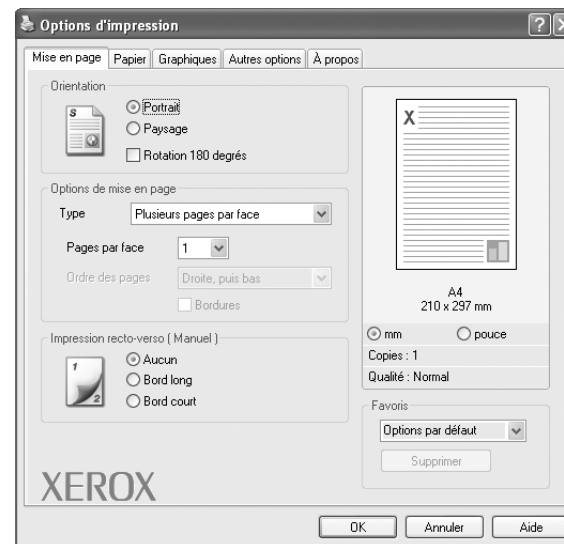 Options d'impression
Mise en page Papier Graphiques Autres options À propos
Orientation
S
Portrait
Paysage
Rotation 180 degrés
Options de mise en page
Type Plusieurs pages par face
Pages par face 1
Ordre des pages Droite, puis bas
Bordures
Impression recto-verso ( Manuel )
1
2
Aucun
Bord long
Bord court
XEROX
X
A4
210 x 297 mm
mm pouce
Copies : 1
Qualité : Normal
Favoris
Options par défaut
Supprimer
OK Annuler Aide